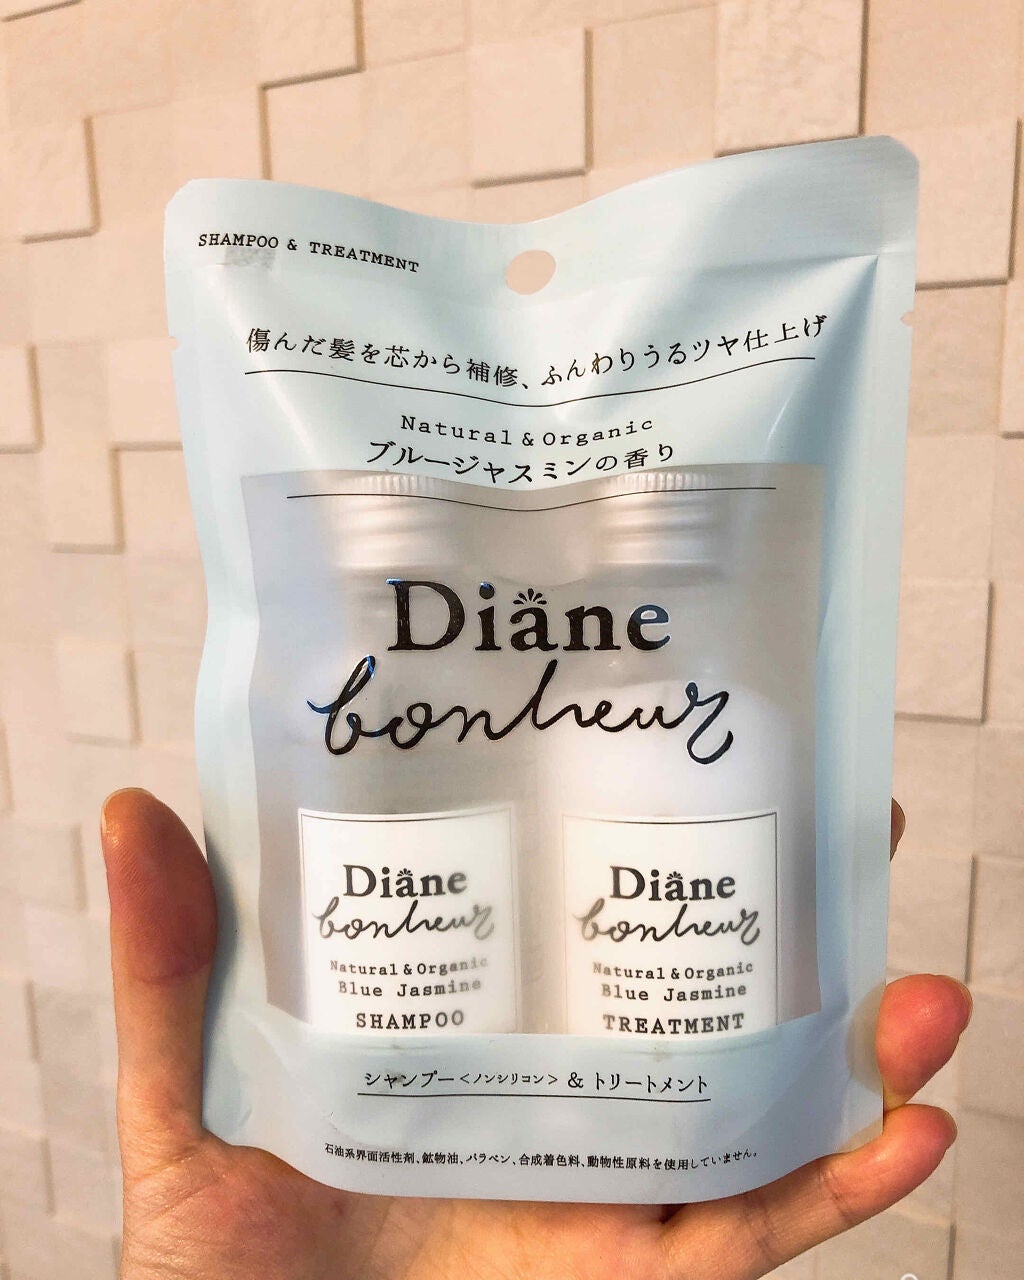 SHAMPOO & TREATMENT
傷んだ髪を芯から補修、ふんわりうるツヤ仕上げ
Natural & Organic
ブルージャスミンの香り
Diane
bonheur
Diane
bonheur
Natural & Organic
Blue Jasmine
SHAMPOO
Diane
bonheur
Natural & Organic
Blue Jasmine
TREATMENT
シャンプー<ノンシリコン> & トリートメント
石油系界面活性剤、鉱物油、パラベン、合成着色料、動物性原料を使用していません。